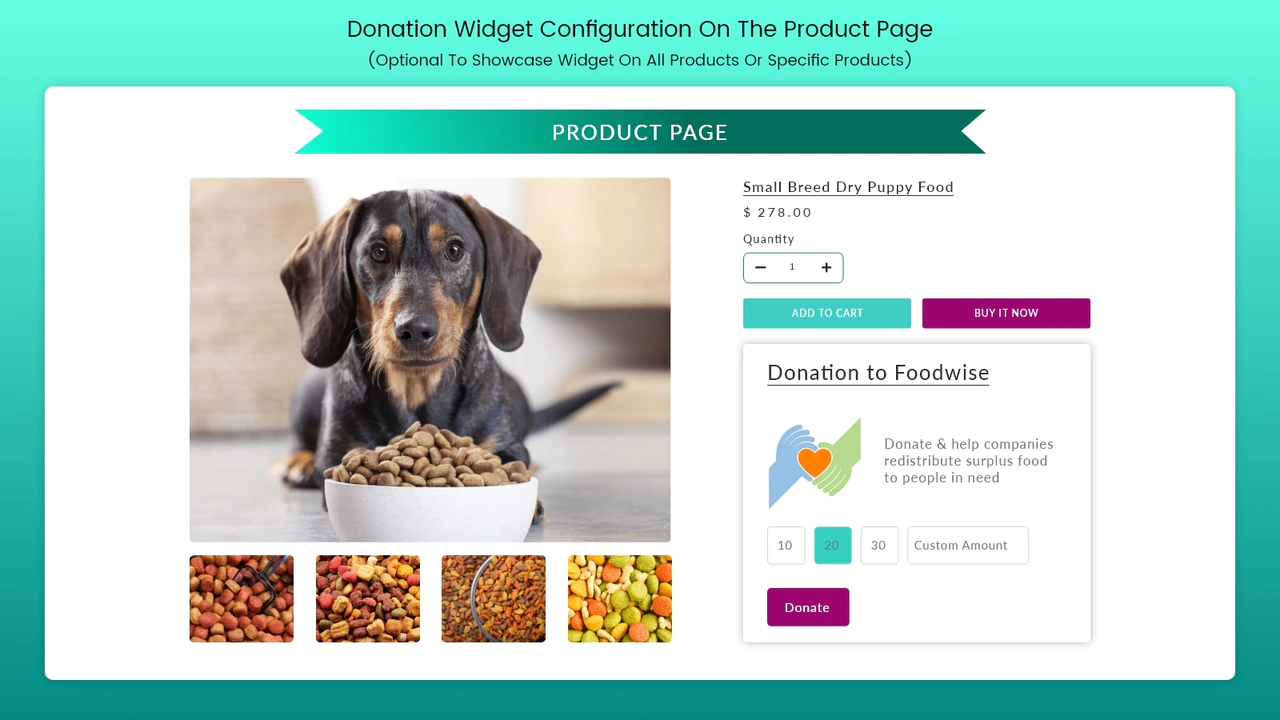 Donation Widget Configuration On The Product Page
(Optional To Showcase Widget On All Products Or Specific Products)
PRODUCT PAGE
Small Breed Dry Puppy Food
$ 278.00
Quantity
1
ADD TO CART
BUY IT NOW
Donation to Foodwise
Donate & help companies
redistribute surplus food
to people in need
10
20
30
Custom Amount
Donate